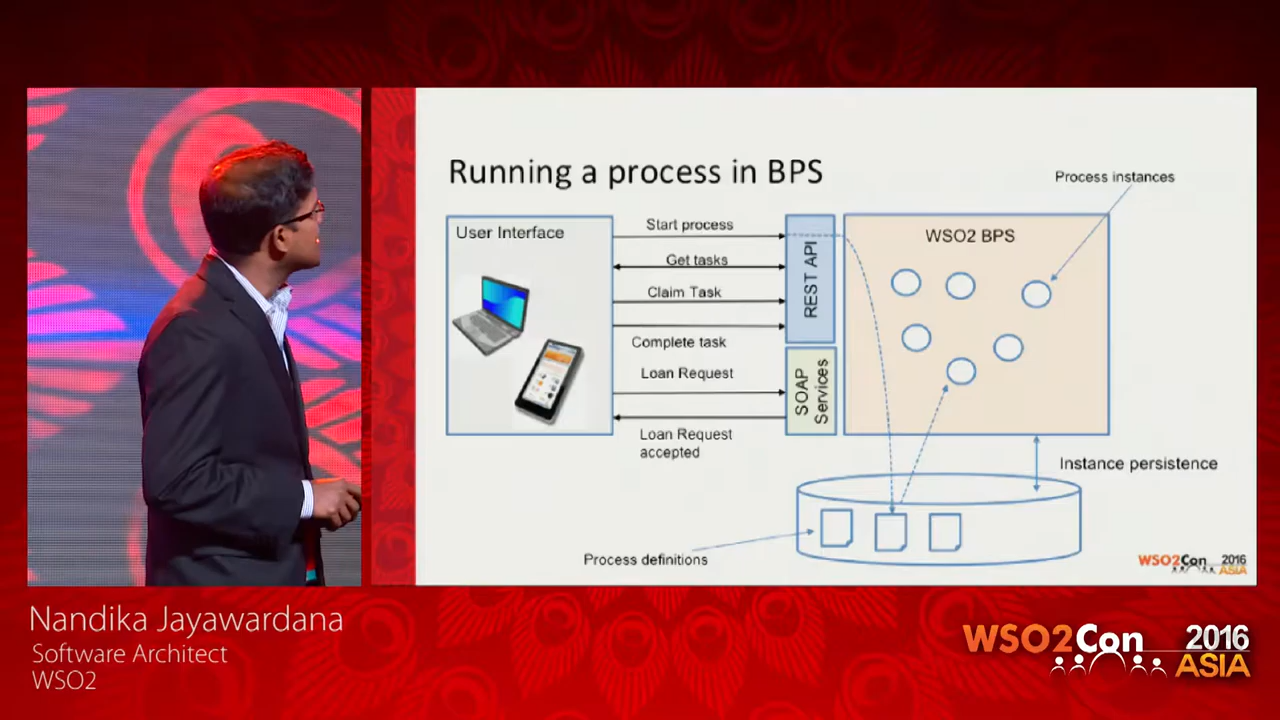 Running a process in BPS
Process instances
User Interface
Start process
Get tasks
Claim Task
Complete task
Loan Request
Loan Request
accepted
REST API
SOAP
Services
WSO2 BPS
Instance persistence
Process definitions
WSO2Con 2016
ASIA
Nandika Jayawardana
Software Architect
WSO2
WSO2Con 2016
ASIA